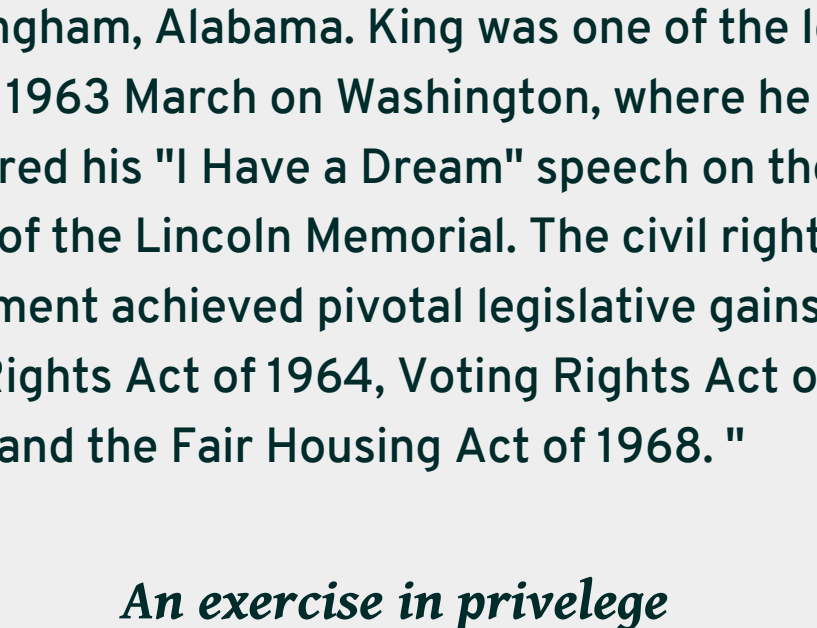 ngham, Alabama. King was one of the l
1963 March on Washington, where he
red his "I Have a Dream" speech on the
of the Lincoln Memorial. The civil right
ment achieved pivotal legislative gains
Rights Act of 1964, Voting Rights Act o
and the Fair Housing Act of 1968. "
An exercise in privelege